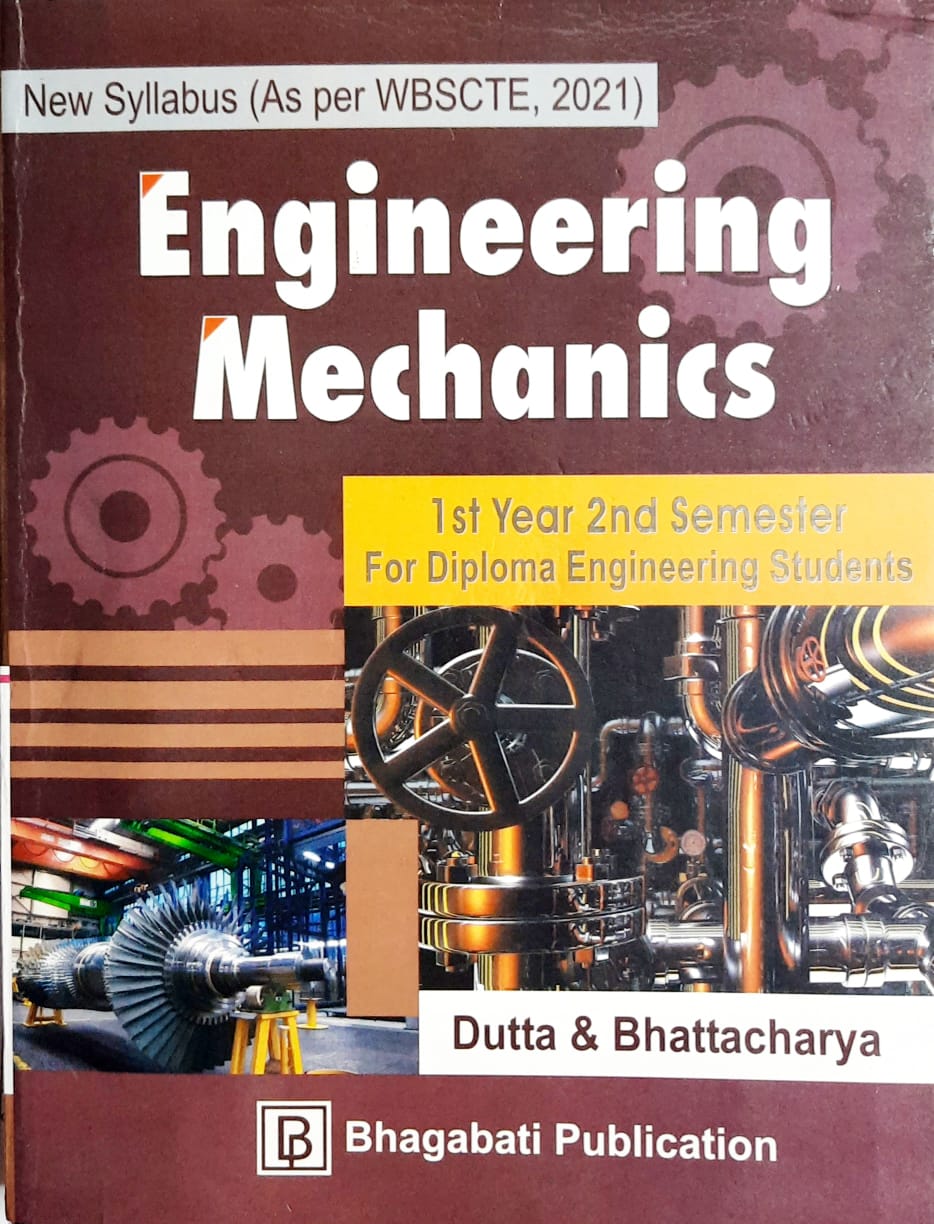 New Syllabus (As per WBSCTE, 2021)
Engineering
Mechanics
1st Year 2nd Semester
For Diploma Engineering Students
Dutta & Bhattacharya
Bhagabati Publication